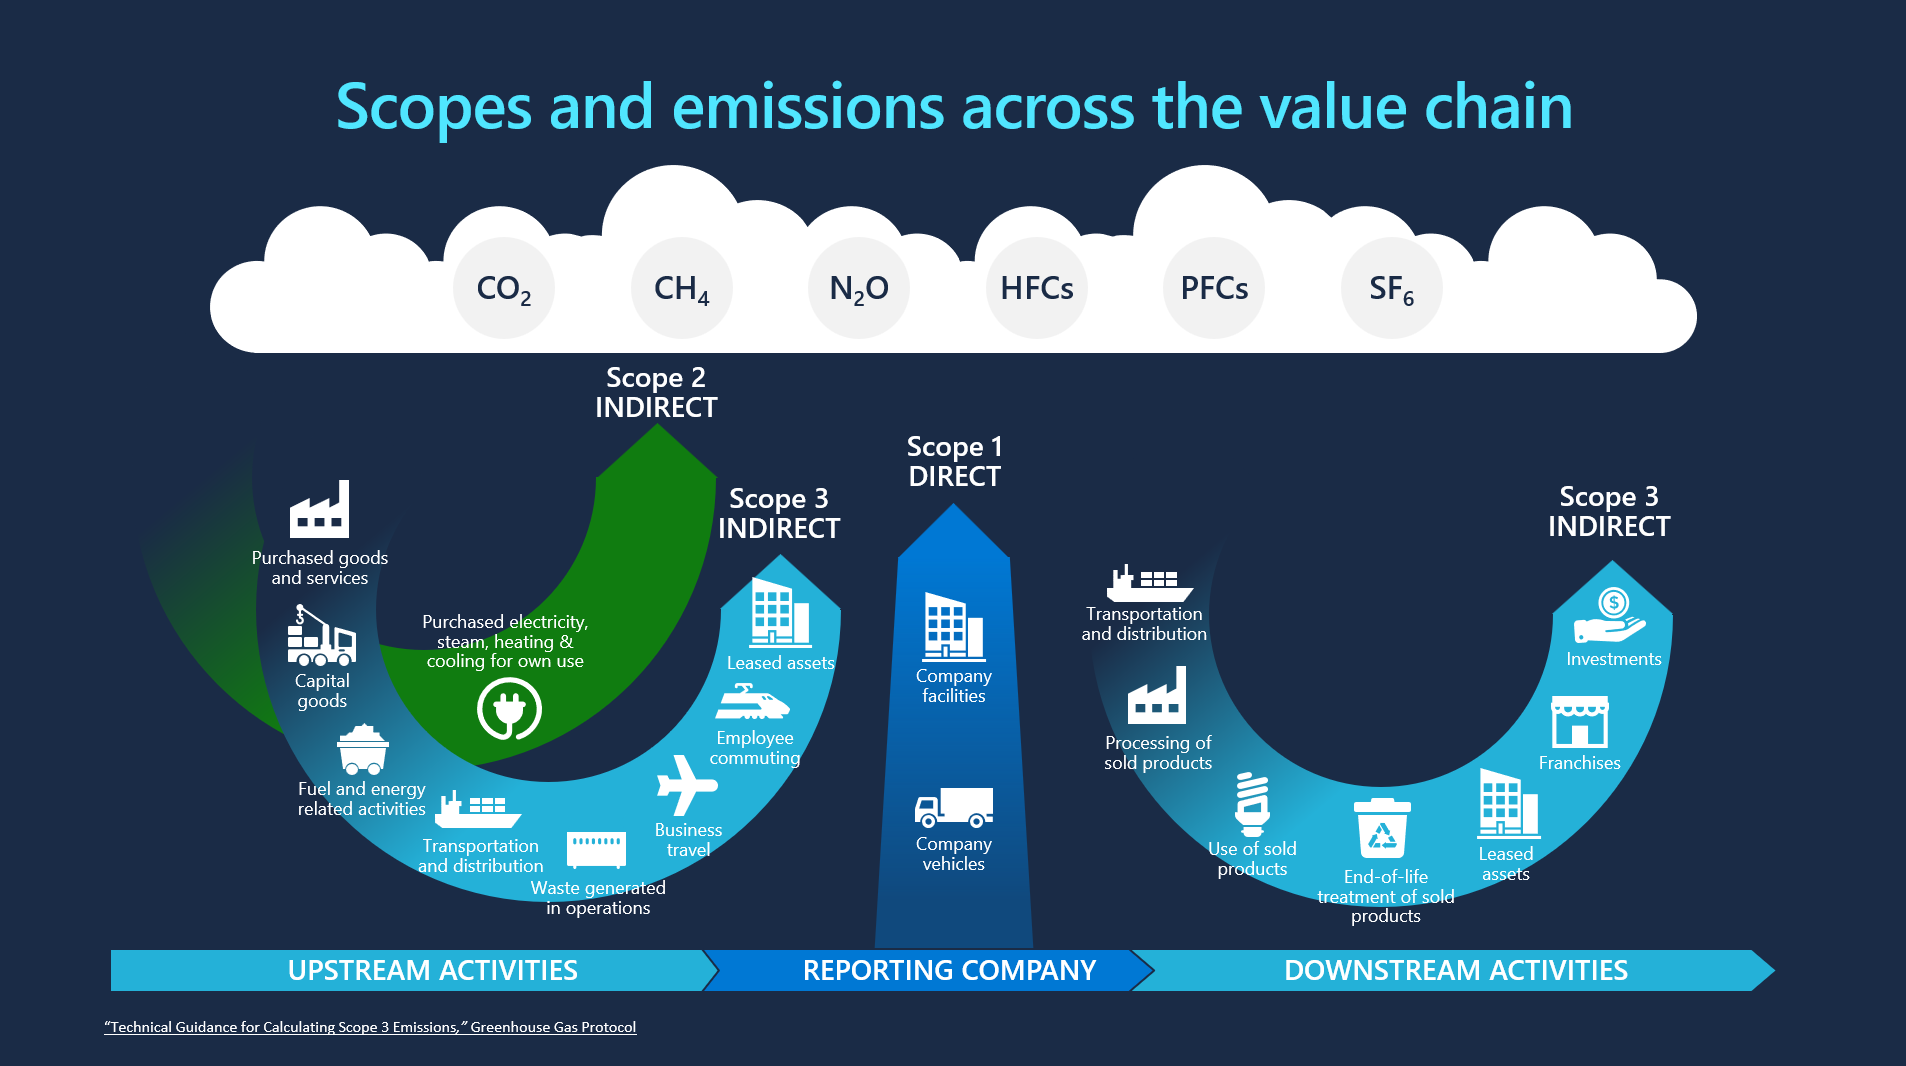 Scopes and emissions across the value chain
CO₂
CH₄
N₂O
HFCs
PFCs
SF₆
Scope 2
INDIRECT
Purchased electricity,
steam, heating &
cooling for own use
Scope 3
INDIRECT
Purchased goods
and services
Capital
goods
Fuel and energy
related activities
Transportation
and distribution
Waste generated
in operations
Business
travel
Employee
commuting
Leased assets
Scope 1
DIRECT
Company
facilities
Company
vehicles
Scope 3
INDIRECT
Transportation
and distribution
Processing of
sold products
Use of sold
products
End-of-life
treatment of sold
products
Leased
assets
Franchises
$
Investments
UPSTREAM ACTIVITIES
REPORTING COMPANY
DOWNSTREAM ACTIVITIES
“Technical Guidance for Calculating Scope 3 Emissions,” Greenhouse Gas Protocol